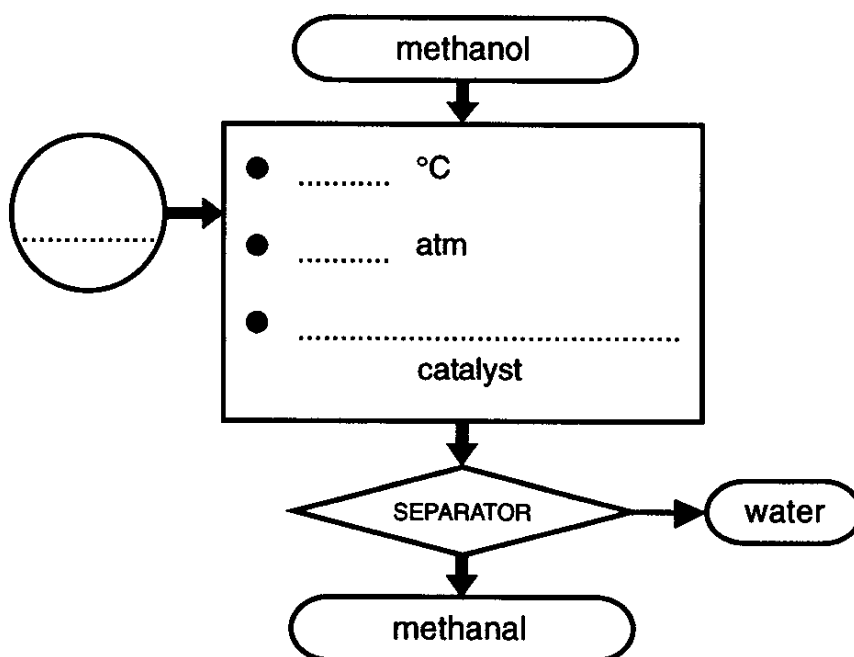 methanol
.......... °C
.......... atm
................................................
catalyst
................
SEPARATOR
water
methanal